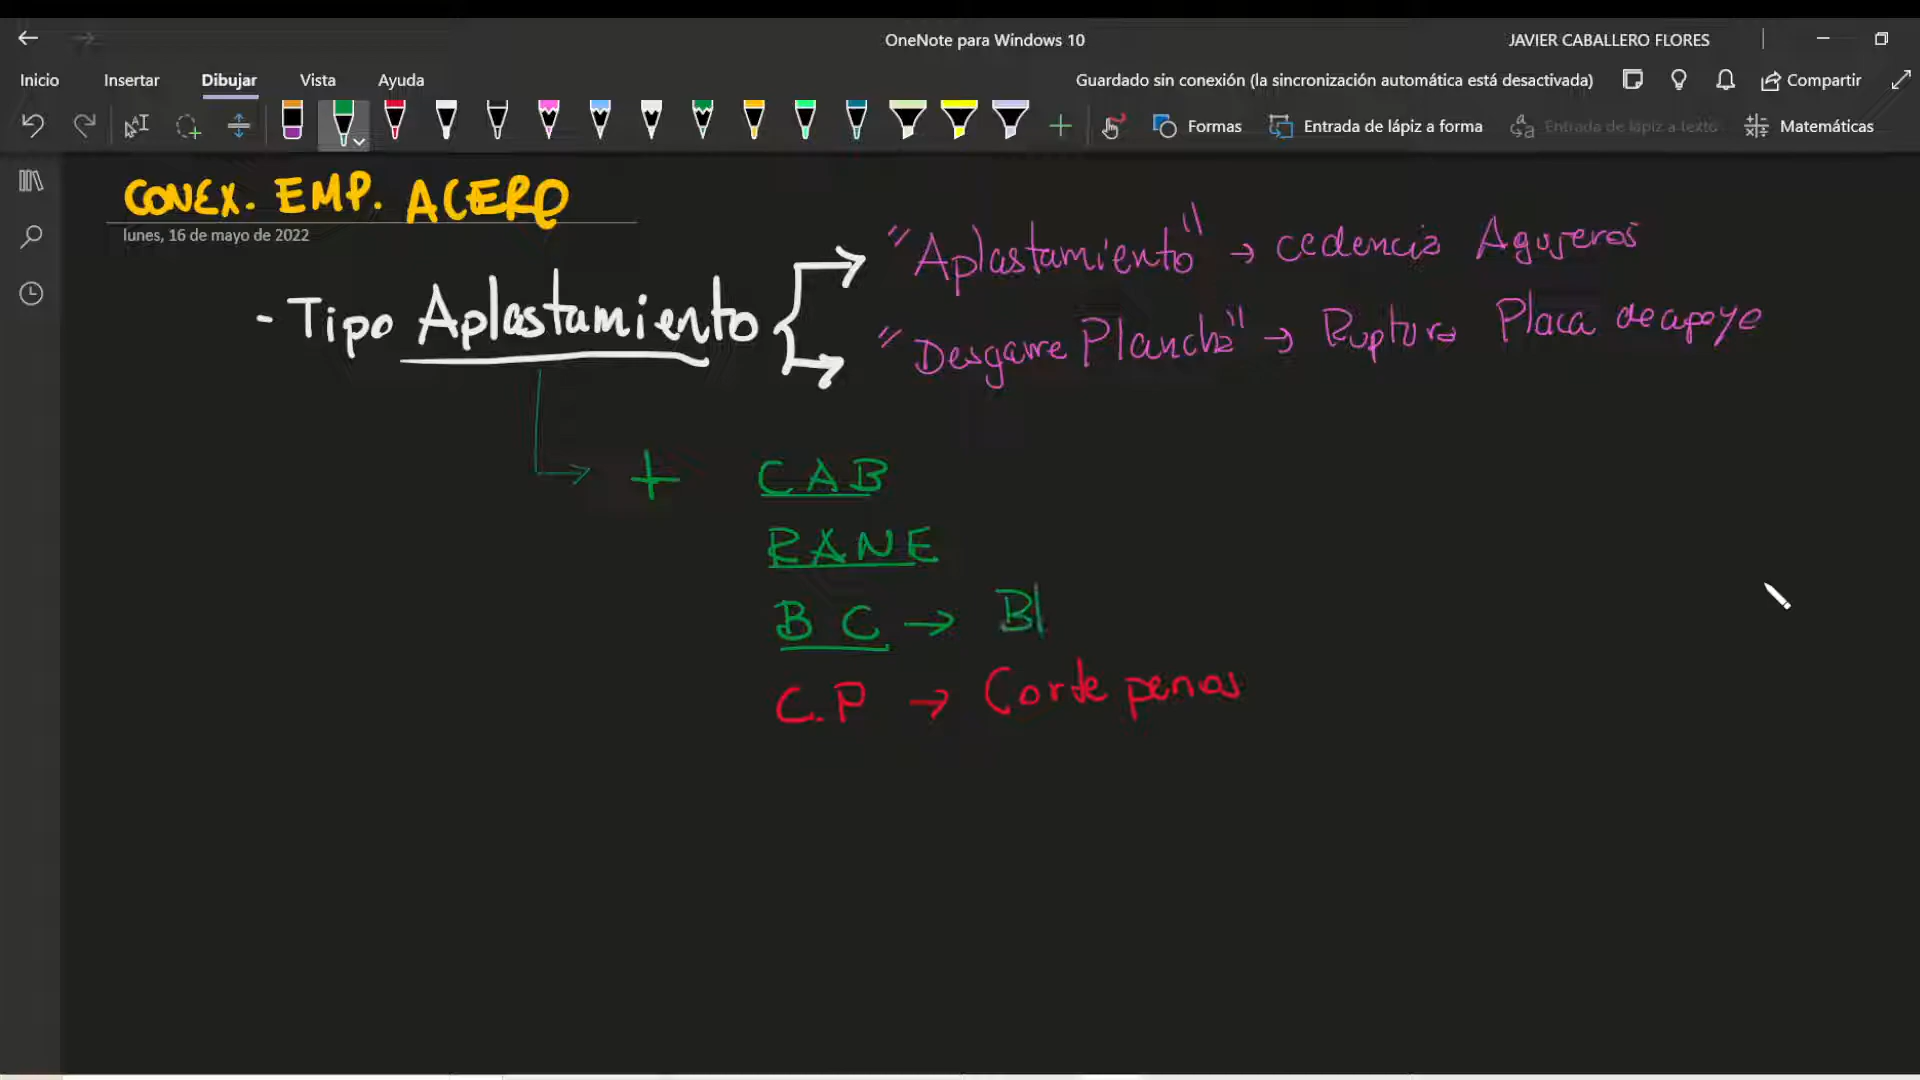 OneNote para Windows 10
JAVIER CABALLERO FLORES
Inicio Insertar Dibujar Vista Ayuda
Guardado sin conexión (la sincronización automática está desactivada)
Compartir
Formas Entrada de lápiz a forma Entrada de lápiz a texto Matemáticas
CONEX. EMP. ACERO
lunes, 16 de mayo de 2022
"Aplastamiento" → cedencia Agujeros
- Tipo Aplastamiento
"Desgarre Plancha" → Ruptura Placa de apoyo
+ CAB
RANE
B C → Bl
C.P → Corte pernos